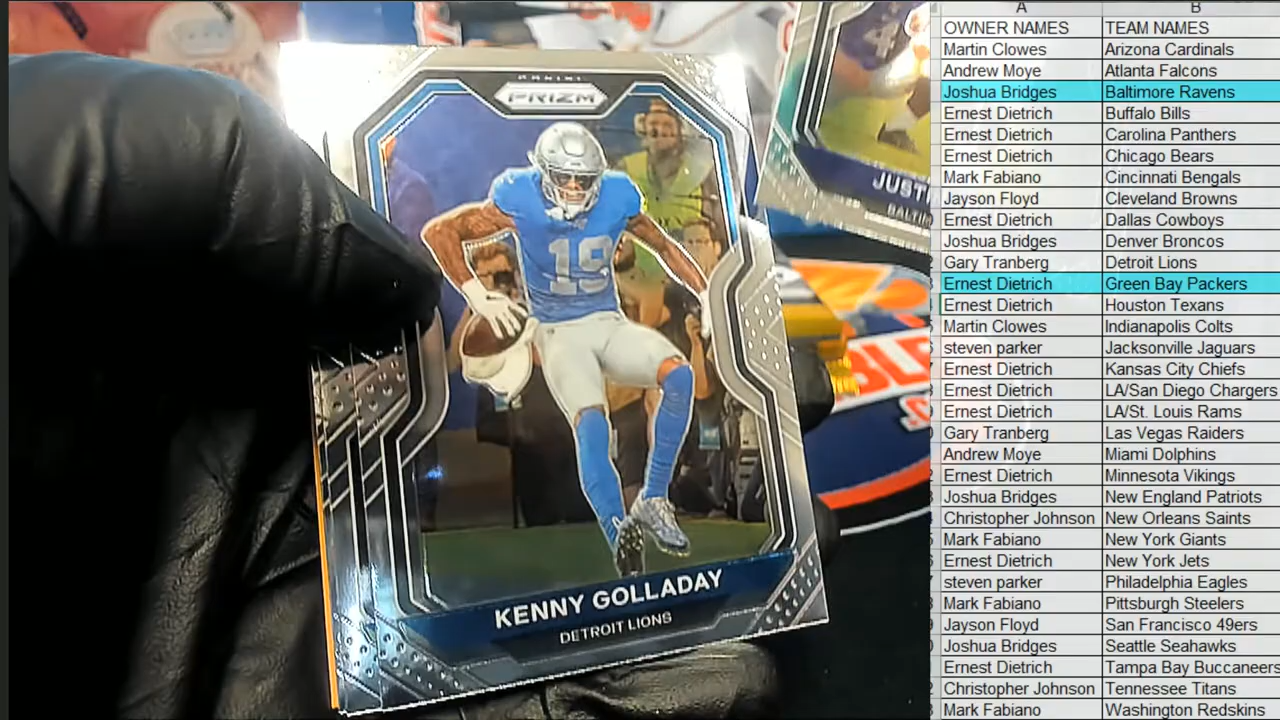 PANINI
PRIZM
19
KENNY GOLLADAY
DETROIT LIONS
A B
OWNER NAMES TEAM NAMES
Martin Clowes Arizona Cardinals
Andrew Moye Atlanta Falcons
Joshua Bridges Baltimore Ravens
Ernest Dietrich Buffalo Bills
Ernest Dietrich Carolina Panthers
Ernest Dietrich Chicago Bears
Mark Fabiano Cincinnati Bengals
Jayson Floyd Cleveland Browns
Ernest Dietrich Dallas Cowboys
Joshua Bridges Denver Broncos
Gary Tranberg Detroit Lions
Ernest Dietrich Green Bay Packers
Ernest Dietrich Houston Texans
Martin Clowes Indianapolis Colts
steven parker Jacksonville Jaguars
Ernest Dietrich Kansas City Chiefs
Ernest Dietrich LA/San Diego Chargers
Ernest Dietrich LA/St. Louis Rams
Gary Tranberg Las Vegas Raiders
Andrew Moye Miami Dolphins
Ernest Dietrich Minnesota Vikings
Joshua Bridges New England Patriots
Christopher Johnson New Orleans Saints
Mark Fabiano New York Giants
Ernest Dietrich New York Jets
steven parker Philadelphia Eagles
Mark Fabiano Pittsburgh Steelers
Jayson Floyd San Francisco 49ers
Joshua Bridges Seattle Seahawks
Ernest Dietrich Tampa Bay Buccaneers
Christopher Johnson Tennessee Titans
Mark Fabiano Washington Redskins